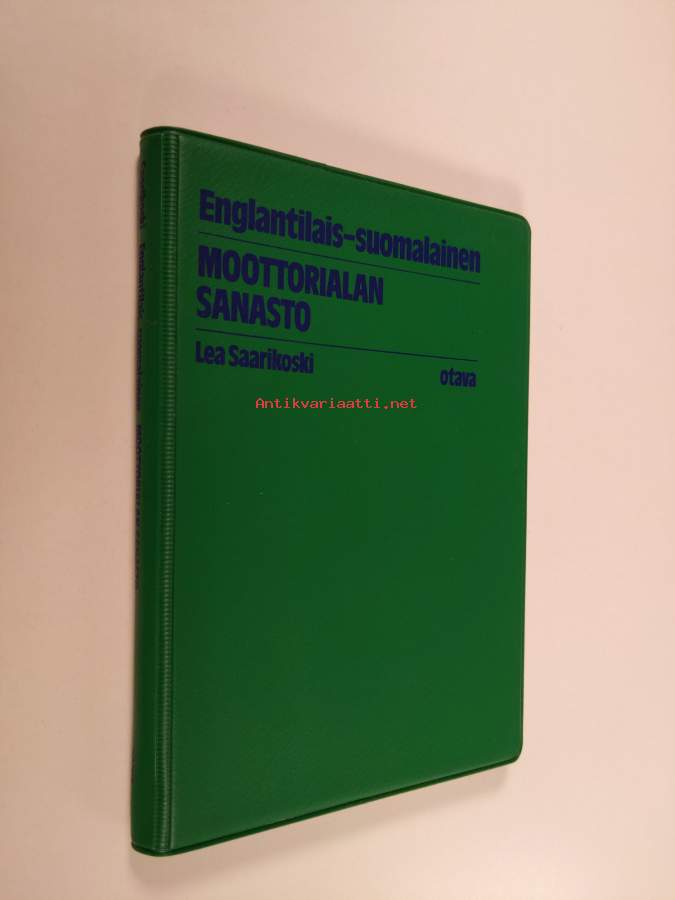 Englantilais-suomalainen
MOOTTORIALAN
SANASTO
Lea Saarikoski
otava
Antikvariaatti.net